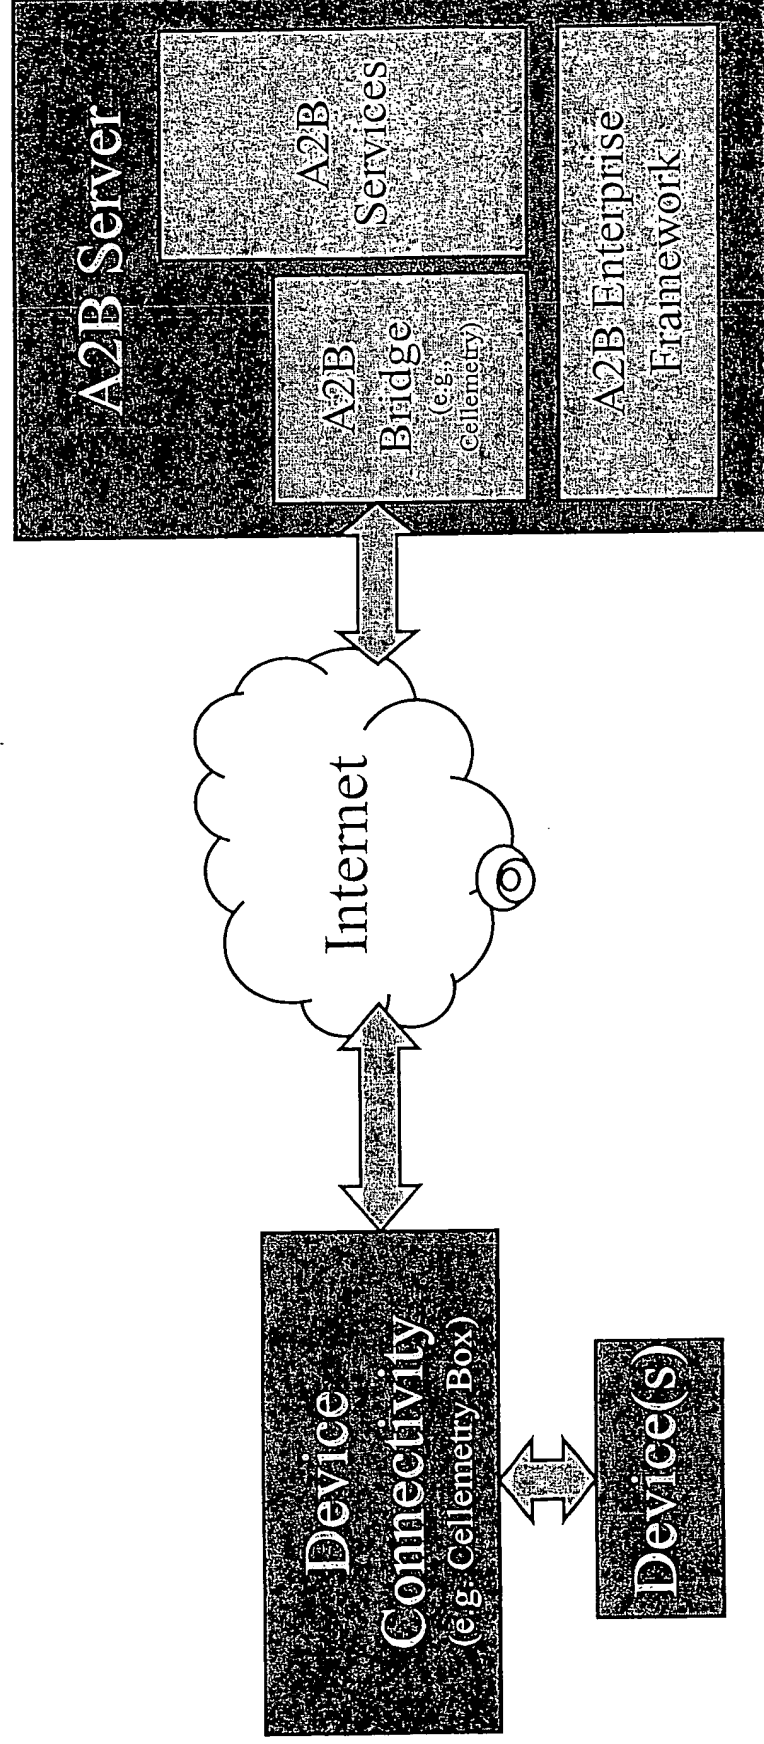 Device
Connectivity
(e.g. Cellemetry Box)
Device(s)
Internet
A2B Server
A2B
Bridge
(e.g.,
Cellemetry)
A2B
Services
A2B Enterprise
Framework